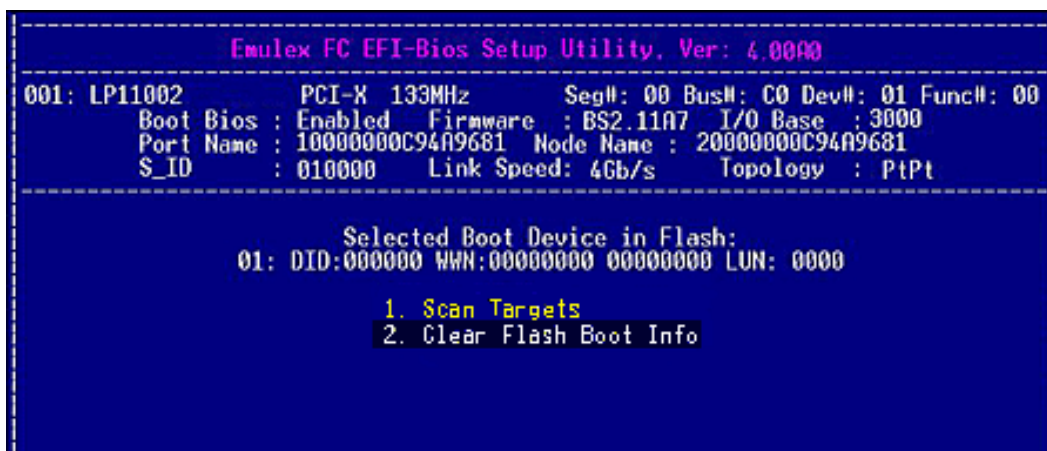 Emulex FC EFI-Bios Setup Utility, Ver: 4.00A0
001: LP11002 PCI-X 133MHz Seg#: 00 Bus#: C0 Dev#: 01 Func#: 00
Boot Bios : Enabled Firmware : BS2.11A7 I/O Base : 3000
Port Name : 10000000C94A9681 Node Name : 20000000C94A9681
S_ID : 010000 Link Speed: 4Gb/s Topology : PtPt
Selected Boot Device in Flash:
01: DID:000000 WWN:00000000 00000000 LUN: 0000
1. Scan Targets
2. Clear Flash Boot Info